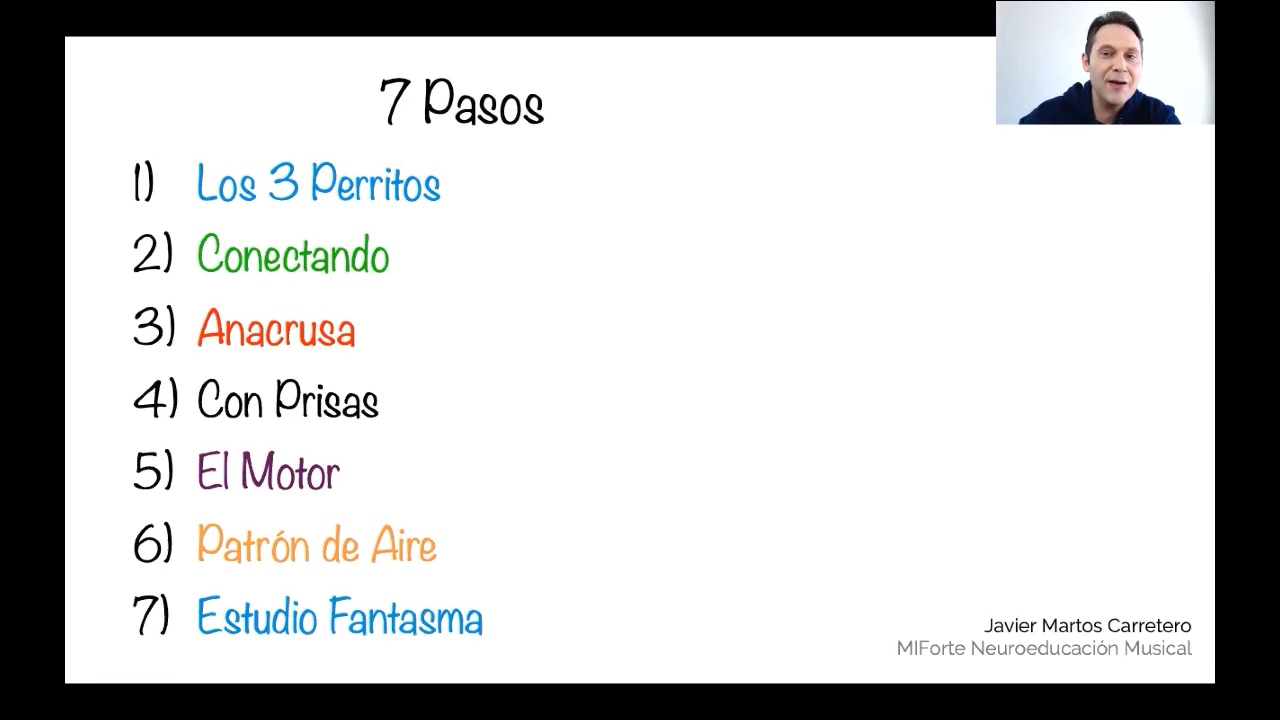 7 Pasos
1) Los 3 Perritos
2) Conectando
3) Anacrusa
4) Con Prisas
5) El Motor
6) Patrón de Aire
7) Estudio Fantasma
Javier Martos Carretero
MIForte Neuroeducación Musical